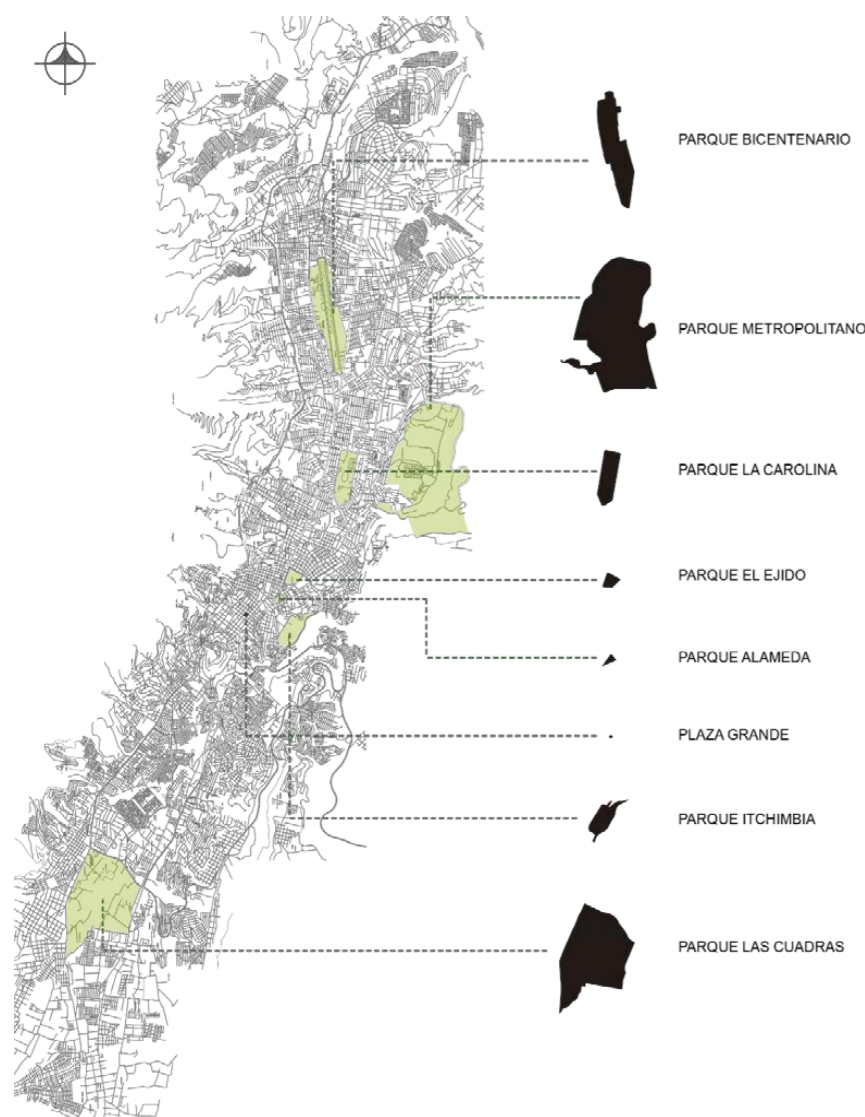 PARQUE BICENTENARIO
PARQUE METROPOLITANO
PARQUE LA CAROLINA
PARQUE EL EJIDO
PARQUE ALAMEDA
PLAZA GRANDE
PARQUE ITCHIMBIA
PARQUE LAS CUADRAS